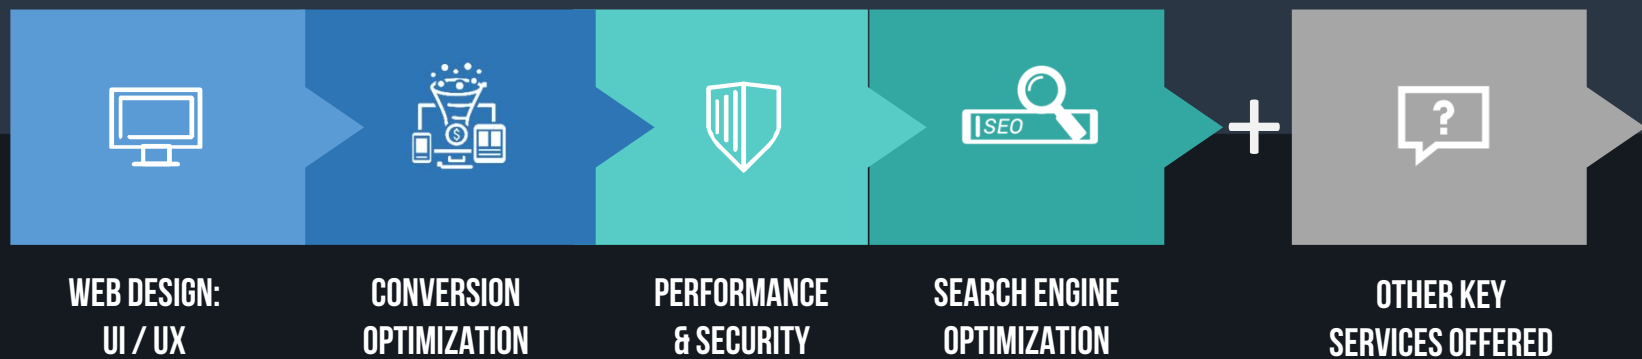 SEO
?
WEB DESIGN:
UI / UX
CONVERSION
OPTIMIZATION
PERFORMANCE
& SECURITY
SEARCH ENGINE
OPTIMIZATION
OTHER KEY
SERVICES OFFERED
$
+